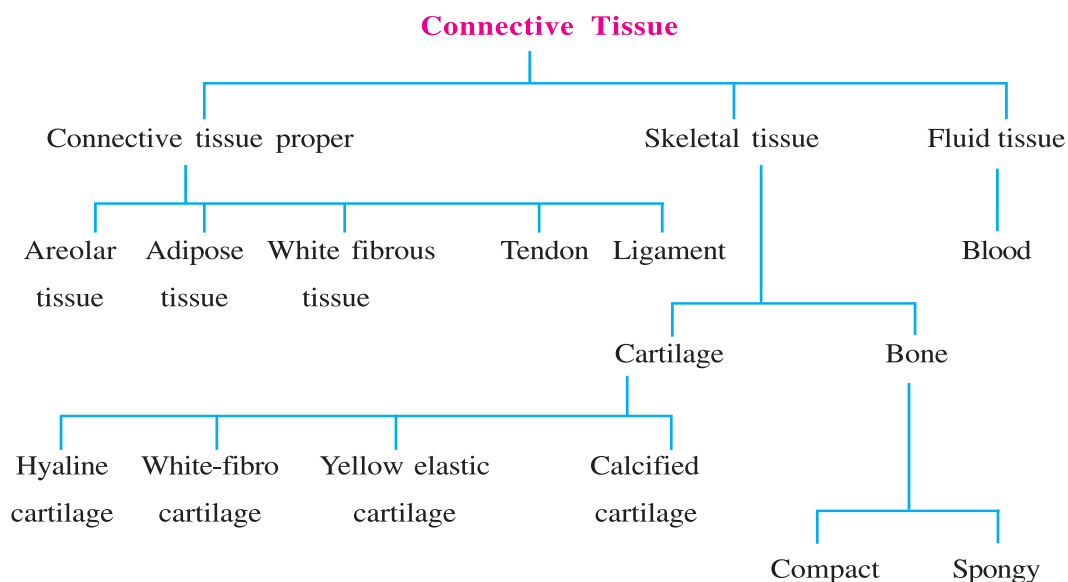 Connective Tissue
Connective tissue proper
Skeletal tissue
Fluid tissue
Areolar
tissue
Adipose
tissue
White fibrous
tissue
Tendon
Ligament
Blood
Cartilage
Bone
Hyaline
cartilage
White-fibro
cartilage
Yellow elastic
cartilage
Calcified
cartilage
Compact
Spongy